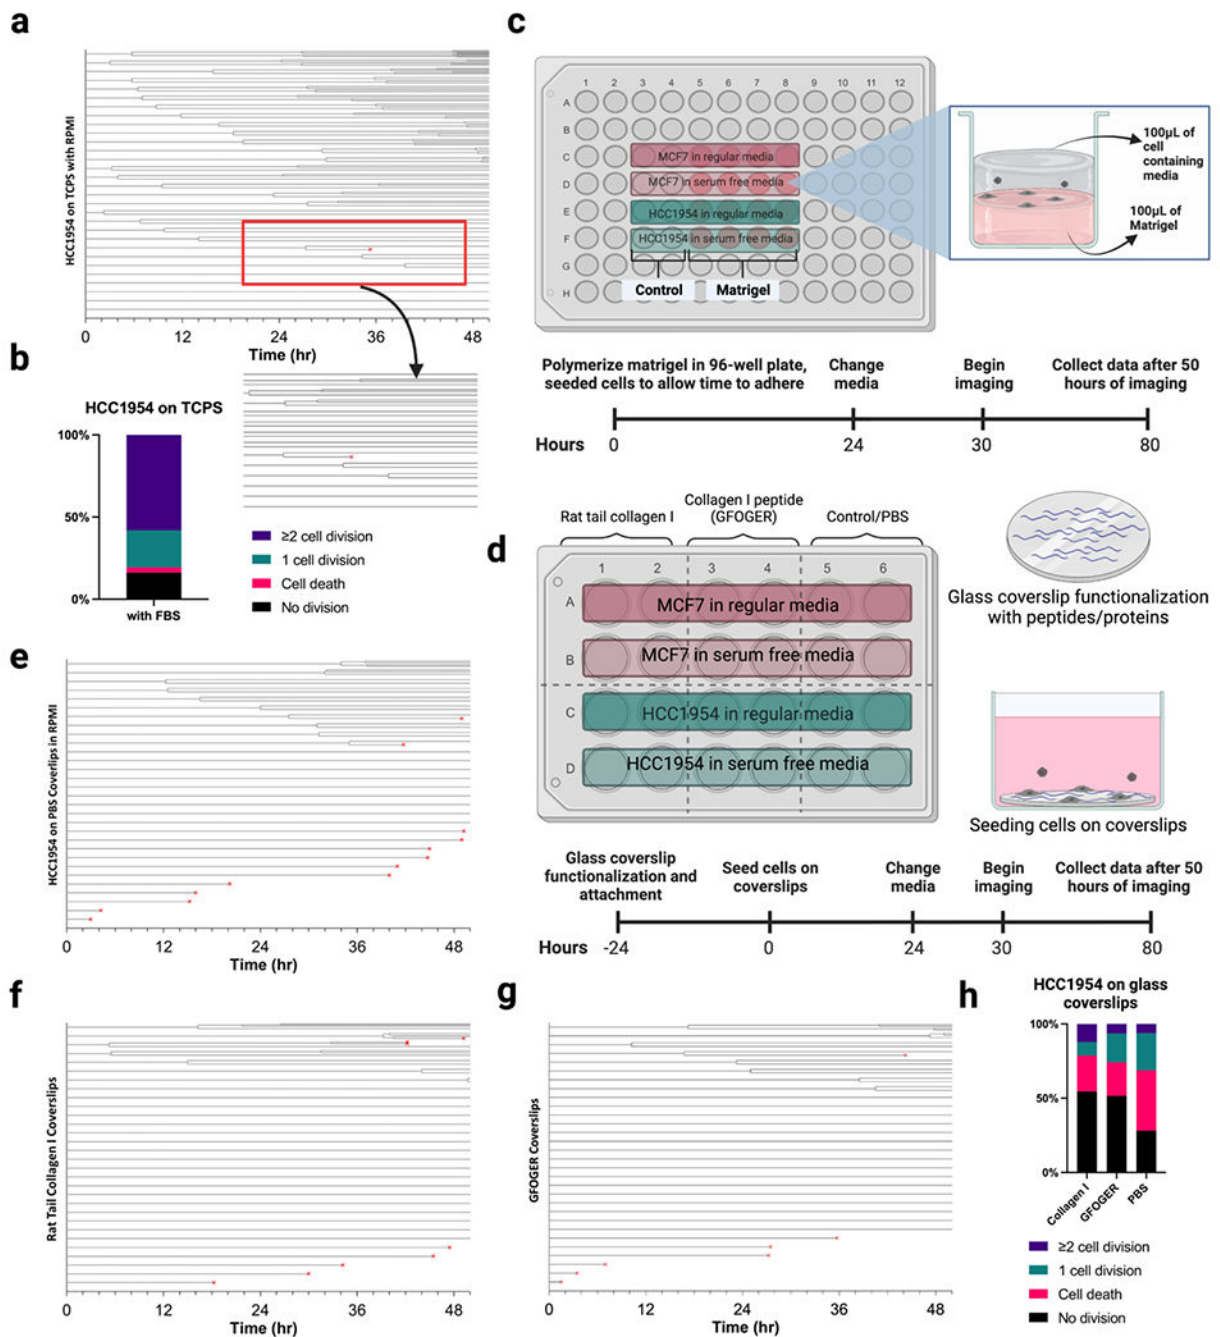 a
HCC1954 on TCPS with RPMI
0 12 24 36 48
Time (hr)
b
HCC1954 on TCPS
100%
50%
0%
with FBS
≥2 cell division
1 cell division
Cell death
No division
c
1 2 3 4 5 6 7 8 9 10 11 12
A
B
C
MCF7 in regular media
D
MCF7 in serum free media
E
HCC1954 in regular media
F
HCC1954 in serum free media
G
H
Control
Matrigel
100µL of
cell
containing
media
100µL of
Matrigel
Polymerize matrigel in 96-well plate,
seeded cells to allow time to adhere
Change
media
Begin
imaging
Collect data after 50
hours of imaging
Hours 0 24 30 80
d
Rat tail collagen I
Collagen I peptide
(GFOGER)
Control/PBS
1 2 3 4 5 6
A
MCF7 in regular media
B
MCF7 in serum free media
C
HCC1954 in regular media
D
HCC1954 in serum free media
Glass coverslip functionalization
with peptides/proteins
Seeding cells on coverslips
Glass coverslip
functionalization and
attachment
Seed cells on
coverslips
Change
media
Begin
imaging
Collect data after 50
hours of imaging
Hours -24 0 24 30 80
e
HCC1954 on PBS Coverlips in RPMI
0 12 24 36 48
Time (hr)
f
Rat Tail Collagen I Coverslips
0 12 24 36 48
Time (hr)
g
GFOGER Coverslips
0 12 24 36 48
Time (hr)
h
HCC1954 on glass
coverslips
100%
50%
0%
Collagen I
GFOGER
PBS
≥2 cell division
1 cell division
Cell death
No division